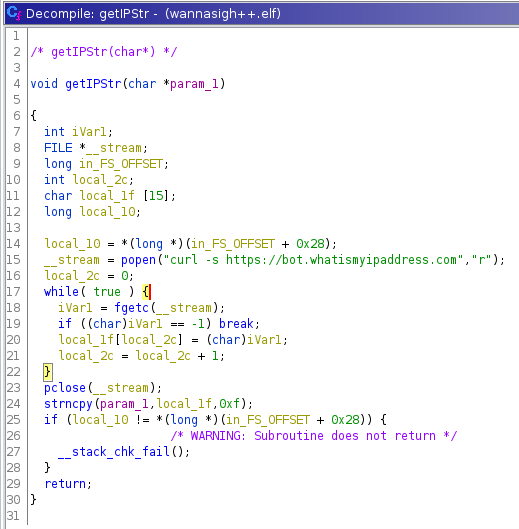 Decompile: getIPStr - (wannasigh++.elf)
1
2 /* getIPStr(char*) */
3
4 void getIPStr(char *param_1)
5
6 {
7 int iVar1;
8 FILE *__stream;
9 long in_FS_OFFSET;
10 int local_2c;
11 char local_1f [15];
12 long local_10;
13
14 local_10 = *(long *)(in_FS_OFFSET + 0x28);
15 __stream = popen("curl -s https://bot.whatismyipaddress.com","r");
16 local_2c = 0;
17 while( true ) {
18 iVar1 = fgetc(__stream);
19 if ((char)iVar1 == -1) break;
20 local_1f[local_2c] = (char)iVar1;
21 local_2c = local_2c + 1;
22 }
23 pclose(__stream);
24 strncpy(param_1,local_1f,0xf);
25 if (local_10 != *(long *)(in_FS_OFFSET + 0x28)) {
26 /* WARNING: Subroutine does not return */
27 __stack_chk_fail();
28 }
29 return;
30 }
31